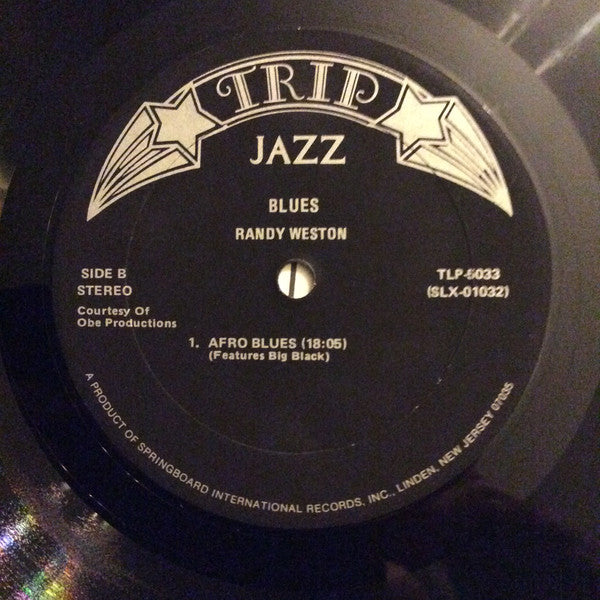 TRIP
JAZZ
BLUES
RANDY WESTON
SIDE B
STEREO
Courtesy Of
Obe Productions
TLP-5033
(SLX-01032)
1. AFRO BLUES (18:05)
(Features Big Black)
A PRODUCT OF SPRINGBOARD INTERNATIONAL RECORDS, INC., LINDEN, NEW JERSEY 07035